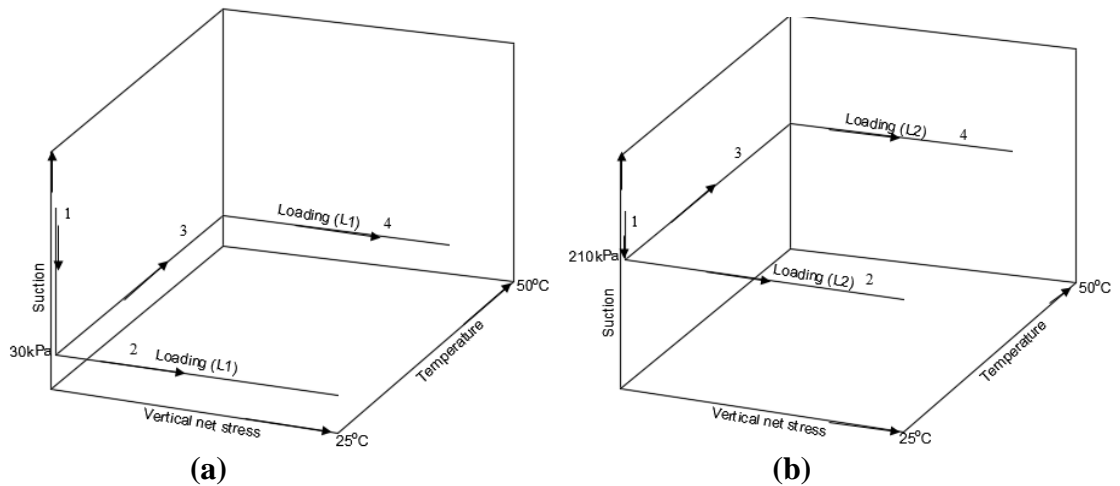 1
3
Loading (L1) 4
Suction
30kPa
2 Loading (L1)
50°C
Temperature
Vertical net stress
25°C
(a)
Loading (L2) 4
3
1
210kPa
Loading (L2) 2
Suction
50°C
Temperature
Vertical net stress
25°C
(b)